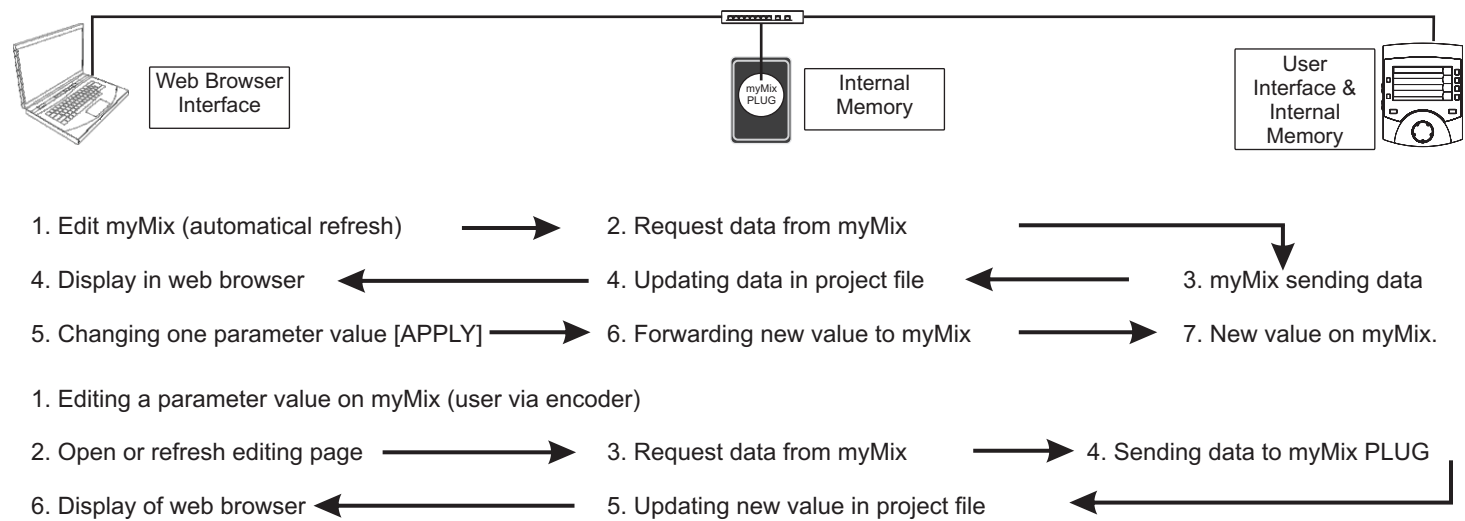 Web Browser
Interface
myMix
PLUG
Internal
Memory
User
Interface &
Internal
Memory
1. Edit myMix (automatical refresh)
2. Request data from myMix
4. Display in web browser
4. Updating data in project file
3. myMix sending data
5. Changing one parameter value [APPLY]
6. Forwarding new value to myMix
7. New value on myMix.
1. Editing a parameter value on myMix (user via encoder)
2. Open or refresh editing page
3. Request data from myMix
4. Sending data to myMix PLUG
6. Display of web browser
5. Updating new value in project file